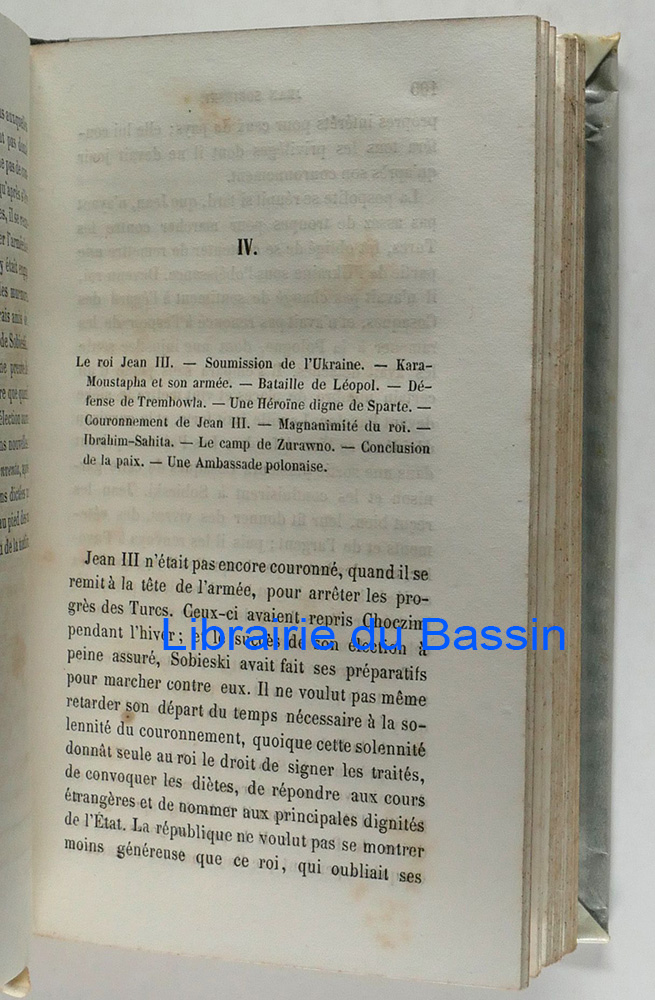 IV.
Le roi Jean III. — Soumission de l'Ukraine. — Kara-
Moustapha et son armée. — Bataille de Léopol. — Dé-
fense de Trembowla. — Une Héroïne digne de Sparte. —
Couronnement de Jean III. — Magnanimité du roi. —
Ibrahim-Sahita. — Le camp de Zurawno. — Conclusion
de la paix. — Une Ambassade polonaise.
Jean III n'était pas encore couronné, quand il se
remit à la tête de l'armée, pour arrêter les pro-
grès des Turcs. Ceux-ci avaient repris Choczim
pendant l'hiver; et le succès de son élection à
Librairie du Bassin
peine assuré, Sobieski avait fait ses préparatifs
pour marcher contre eux. Il ne voulut pas même
retarder son départ du temps nécessaire à la so-
lennité du couronnement, quoique cette solennité
donnât seule au roi le droit de signer les traités,
de convoquer les diètes, de répondre aux cours
étrangères et de nommer aux principales dignités
de l'État. La république ne voulut pas se montrer
moins généreuse que ce roi, qui oubliait ses